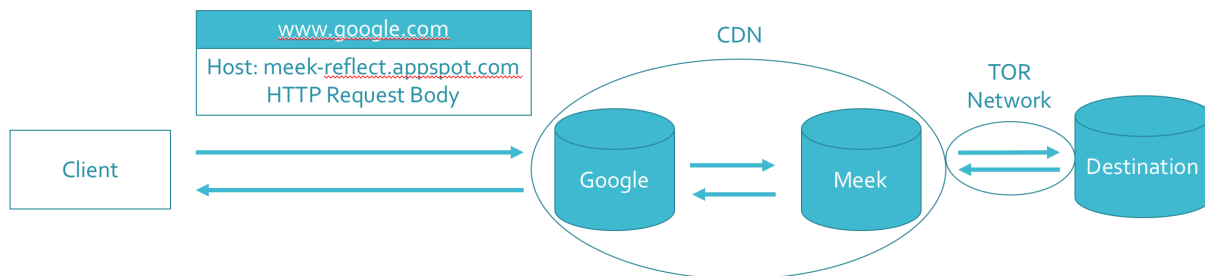 www.google.com
Host: meek-reflect.appspot.com
HTTP Request Body
CDN
TOR
Network
Client
Google
Meek
Destination